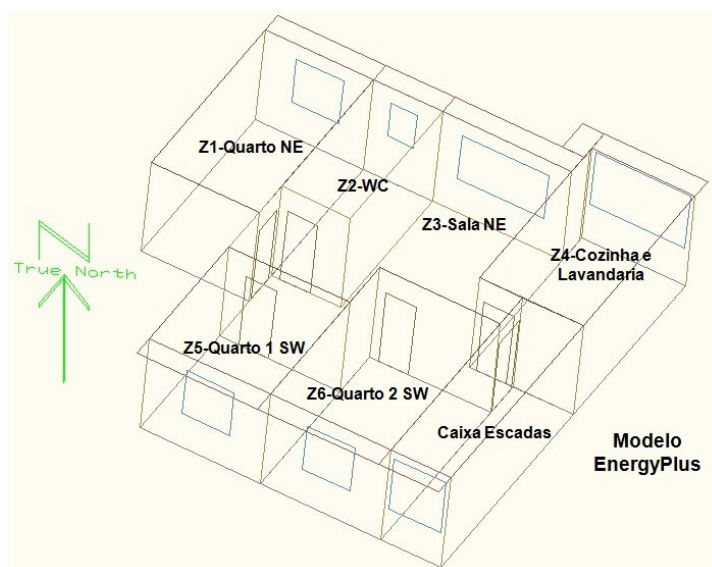 Z1-Quarto NE
Z2-WC
Z3-Sala NE
Z4-Cozinha e
Lavandaria
N
True North
Z5-Quarto 1 SW
Z6-Quarto 2 SW
Caixa Escadas
Modelo
EnergyPlus